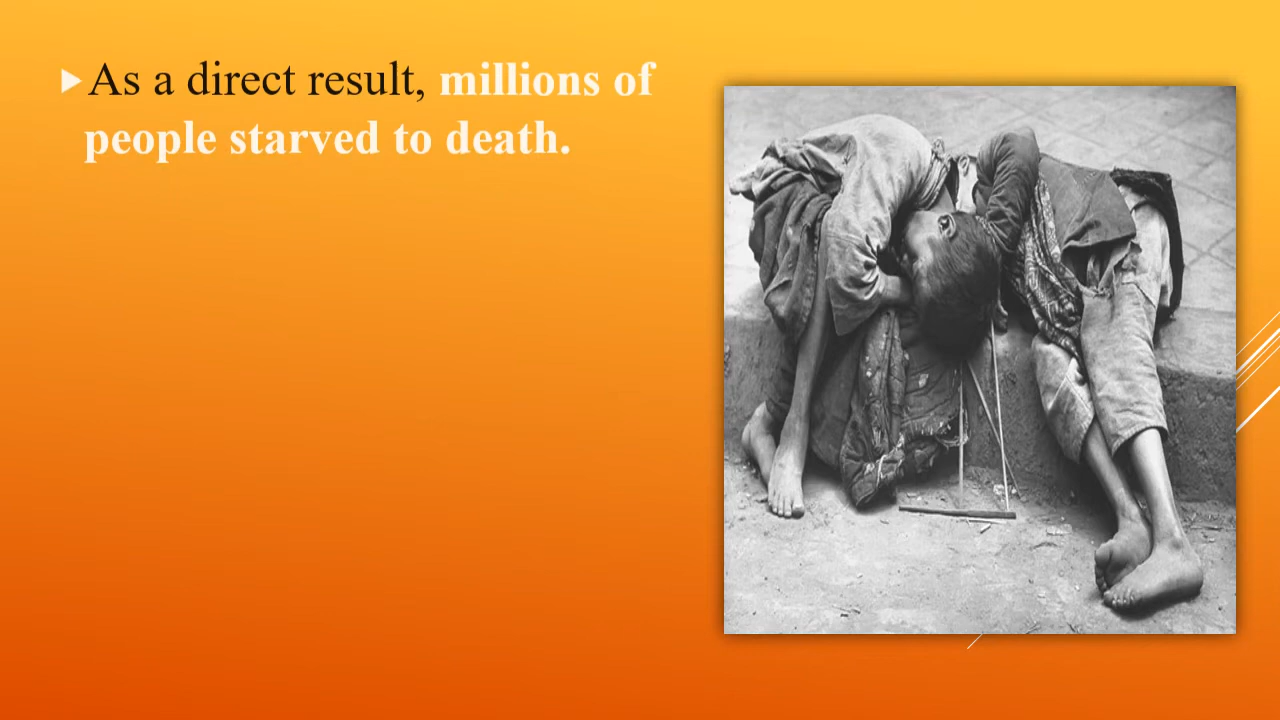 As a direct result, millions of
people starved to death.